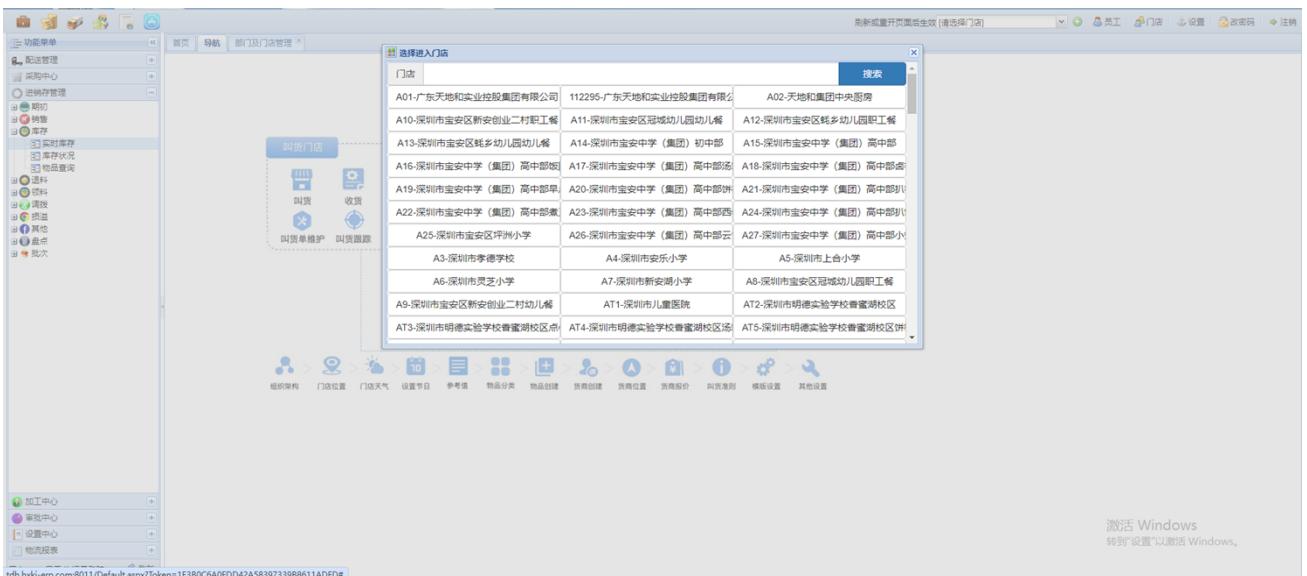 刷新或重开页面后生效 [请选择门店] 员工 门店 设置 改密码 注销
功能菜单
首页 导航 部门及门店管理
配送管理
采购中心
进销存管理
期初
销售
库存
实时库存
库存状况
物品查询
退料
领料
调拨
损溢
其他
盘点
批次
选择进入门店
门店 搜索
A01-广东天地和实业控股集团有限公司 112295-广东天地和实业控股集团有限公 A02-天地和集团中央厨房
A10-深圳市宝安区新安创业二村职工餐 A11-深圳市宝安区冠城幼儿园幼儿餐 A12-深圳市宝安区蚝乡幼儿园职工餐
A13-深圳市宝安区蚝乡幼儿园幼儿餐 A14-深圳市宝安中学（集团）初中部 A15-深圳市宝安中学（集团）高中部
A16-深圳市宝安中学（集团）高中部饭 A17-深圳市宝安中学（集团）高中部汤 A18-深圳市宝安中学（集团）高中部卤
A19-深圳市宝安中学（集团）高中部早 A20-深圳市宝安中学（集团）高中部饼 A21-深圳市宝安中学（集团）高中部扒
A22-深圳市宝安中学（集团）高中部煮 A23-深圳市宝安中学（集团）高中部西 A24-深圳市宝安中学（集团）高中部扒
A25-深圳市宝安区坪洲小学 A26-深圳市宝安中学（集团）高中部云 A27-深圳市宝安中学（集团）高中部小
A3-深圳市孝德学校 A4-深圳市安乐小学 A5-深圳市上合小学
A6-深圳市灵芝小学 A7-深圳市新安湖小学 A8-深圳市宝安区冠城幼儿园职工餐
A9-深圳市宝安区新安创业二村幼儿餐 AT1-深圳市儿童医院 AT2-深圳市明德实验学校香蜜湖校区
AT3-深圳市明德实验学校香蜜湖校区点 AT4-深圳市明德实验学校香蜜湖校区汤 AT5-深圳市明德实验学校香蜜湖校区饼
叫货门店
叫货 收货
叫货单维护 叫货跟踪
组织架构 门店位置 门店天气 设置节日 参考值 物品分类 物品创建 货商创建 货商位置 货商报价 叫货准则 模版设置 其他设置
加工中心
审批中心
设置中心
物流报表
激活 Windows
转到"设置"以激活 Windows。